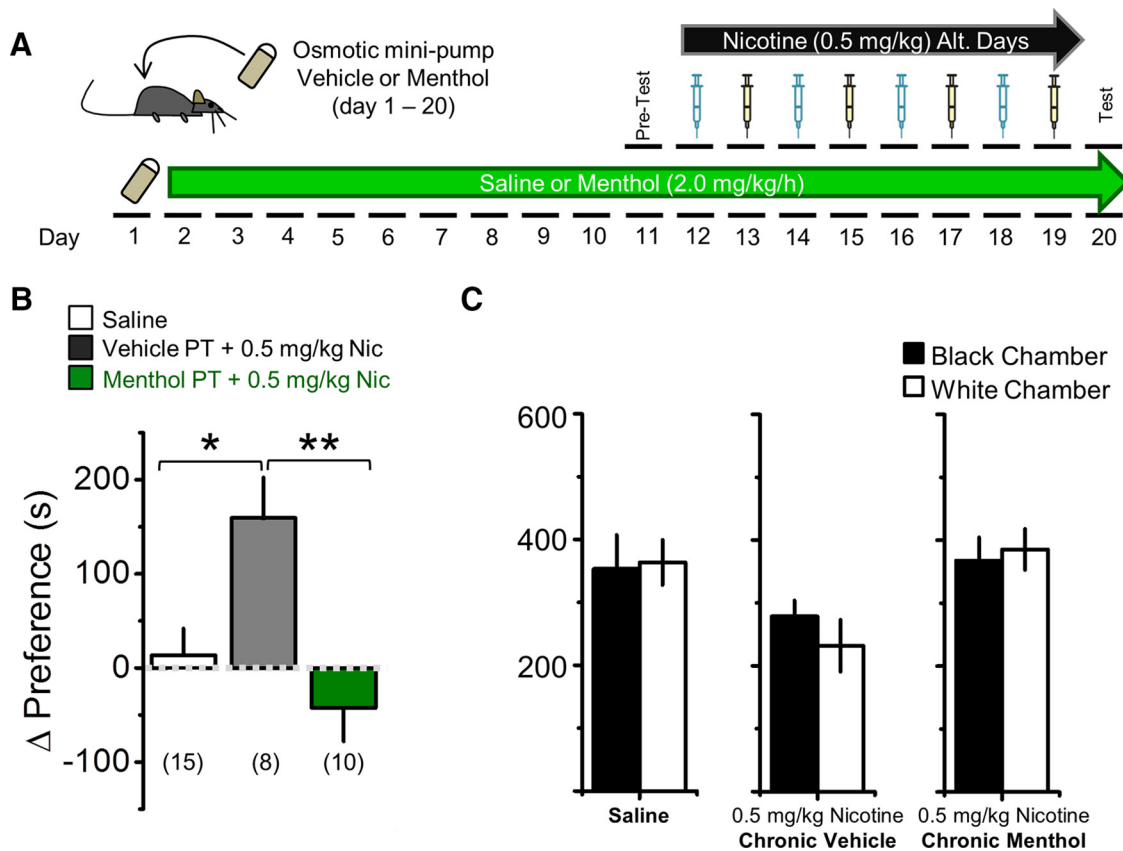 A
Osmotic mini-pump
Vehicle or Menthol
(day 1 – 20)
Nicotine (0.5 mg/kg) Alt. Days
Pre-Test
Test
Saline or Menthol (2.0 mg/kg/h)
Day 1 2 3 4 5 6 7 8 9 10 11 12 13 14 15 16 17 18 19 20
B
Saline
Vehicle PT + 0.5 mg/kg Nic
Menthol PT + 0.5 mg/kg Nic
Δ Preference (s)
200
100
0
-100
* **
(15) (8) (10)
C
Black Chamber
White Chamber
600
400
200
Saline
0.5 mg/kg Nicotine
Chronic Vehicle
0.5 mg/kg Nicotine
Chronic Menthol